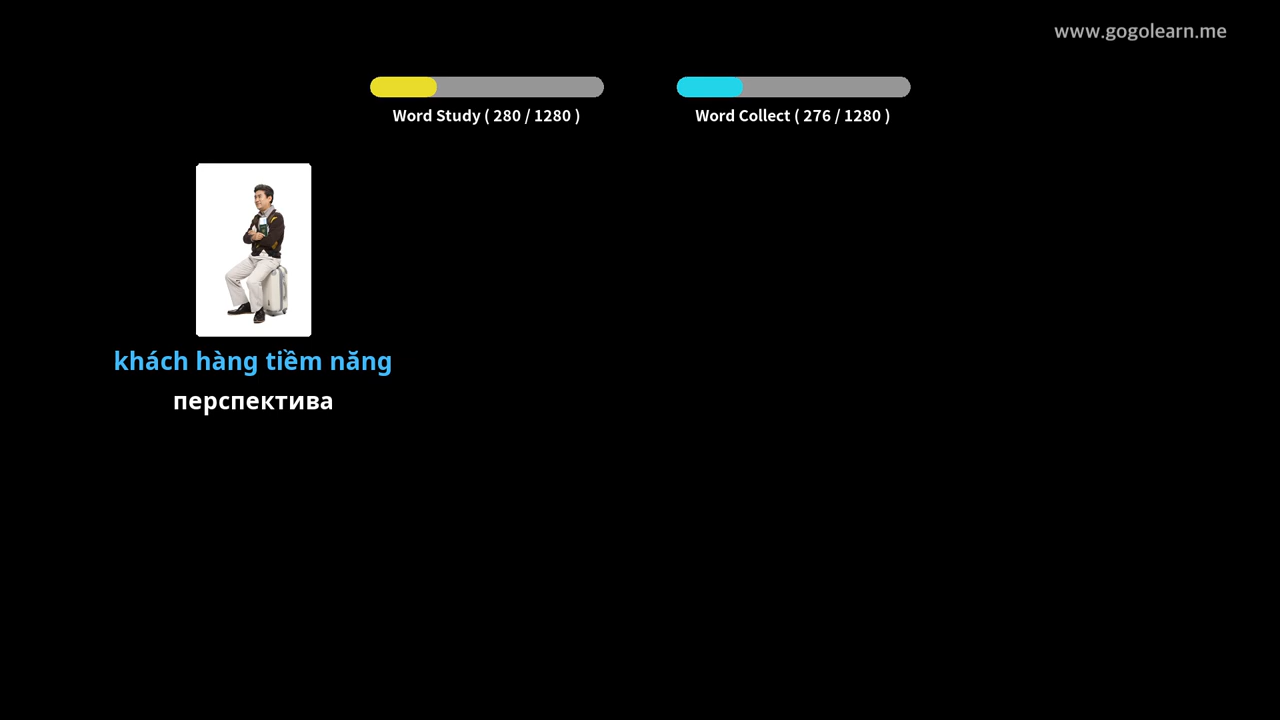 www.gogolearn.me
Word Study ( 280 / 1280 )
Word Collect ( 276 / 1280 )
khách hàng tiềm năng
перспектива